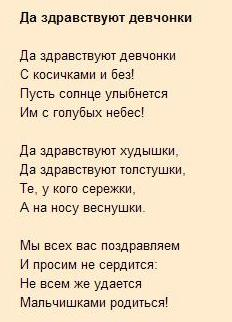 Да здравствуют девчонки
Да здравствуют девчонки
С косичками и без!
Пусть солнце улыбнется
Им с голубых небес!
Да здравствуют худышки,
Да здравствуют толстушки,
Те, у кого сережки,
А на носу веснушки.
Мы всех вас поздравляем
И просим не сердится:
Не всем же удается
Мальчишками родиться!